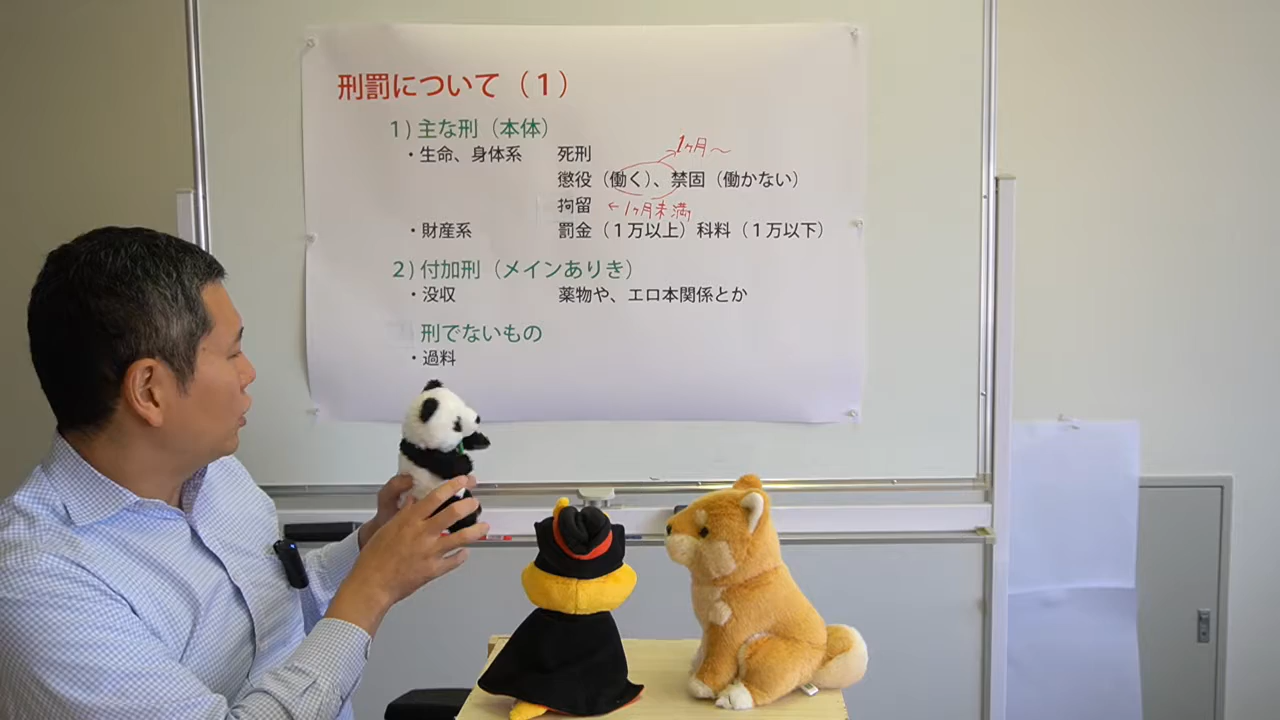 刑罰について（１）
１）主な刑（本体）
・生命、身体系　死刑
1ヶ月～
懲役（働く）、禁固（働かない）
拘留　←1ヶ月未満
・財産系　罰金（１万以上）科料（１万以下）
２）付加刑（メインありき）
・没収　薬物や、エロ本関係とか
刑でないもの
・過料